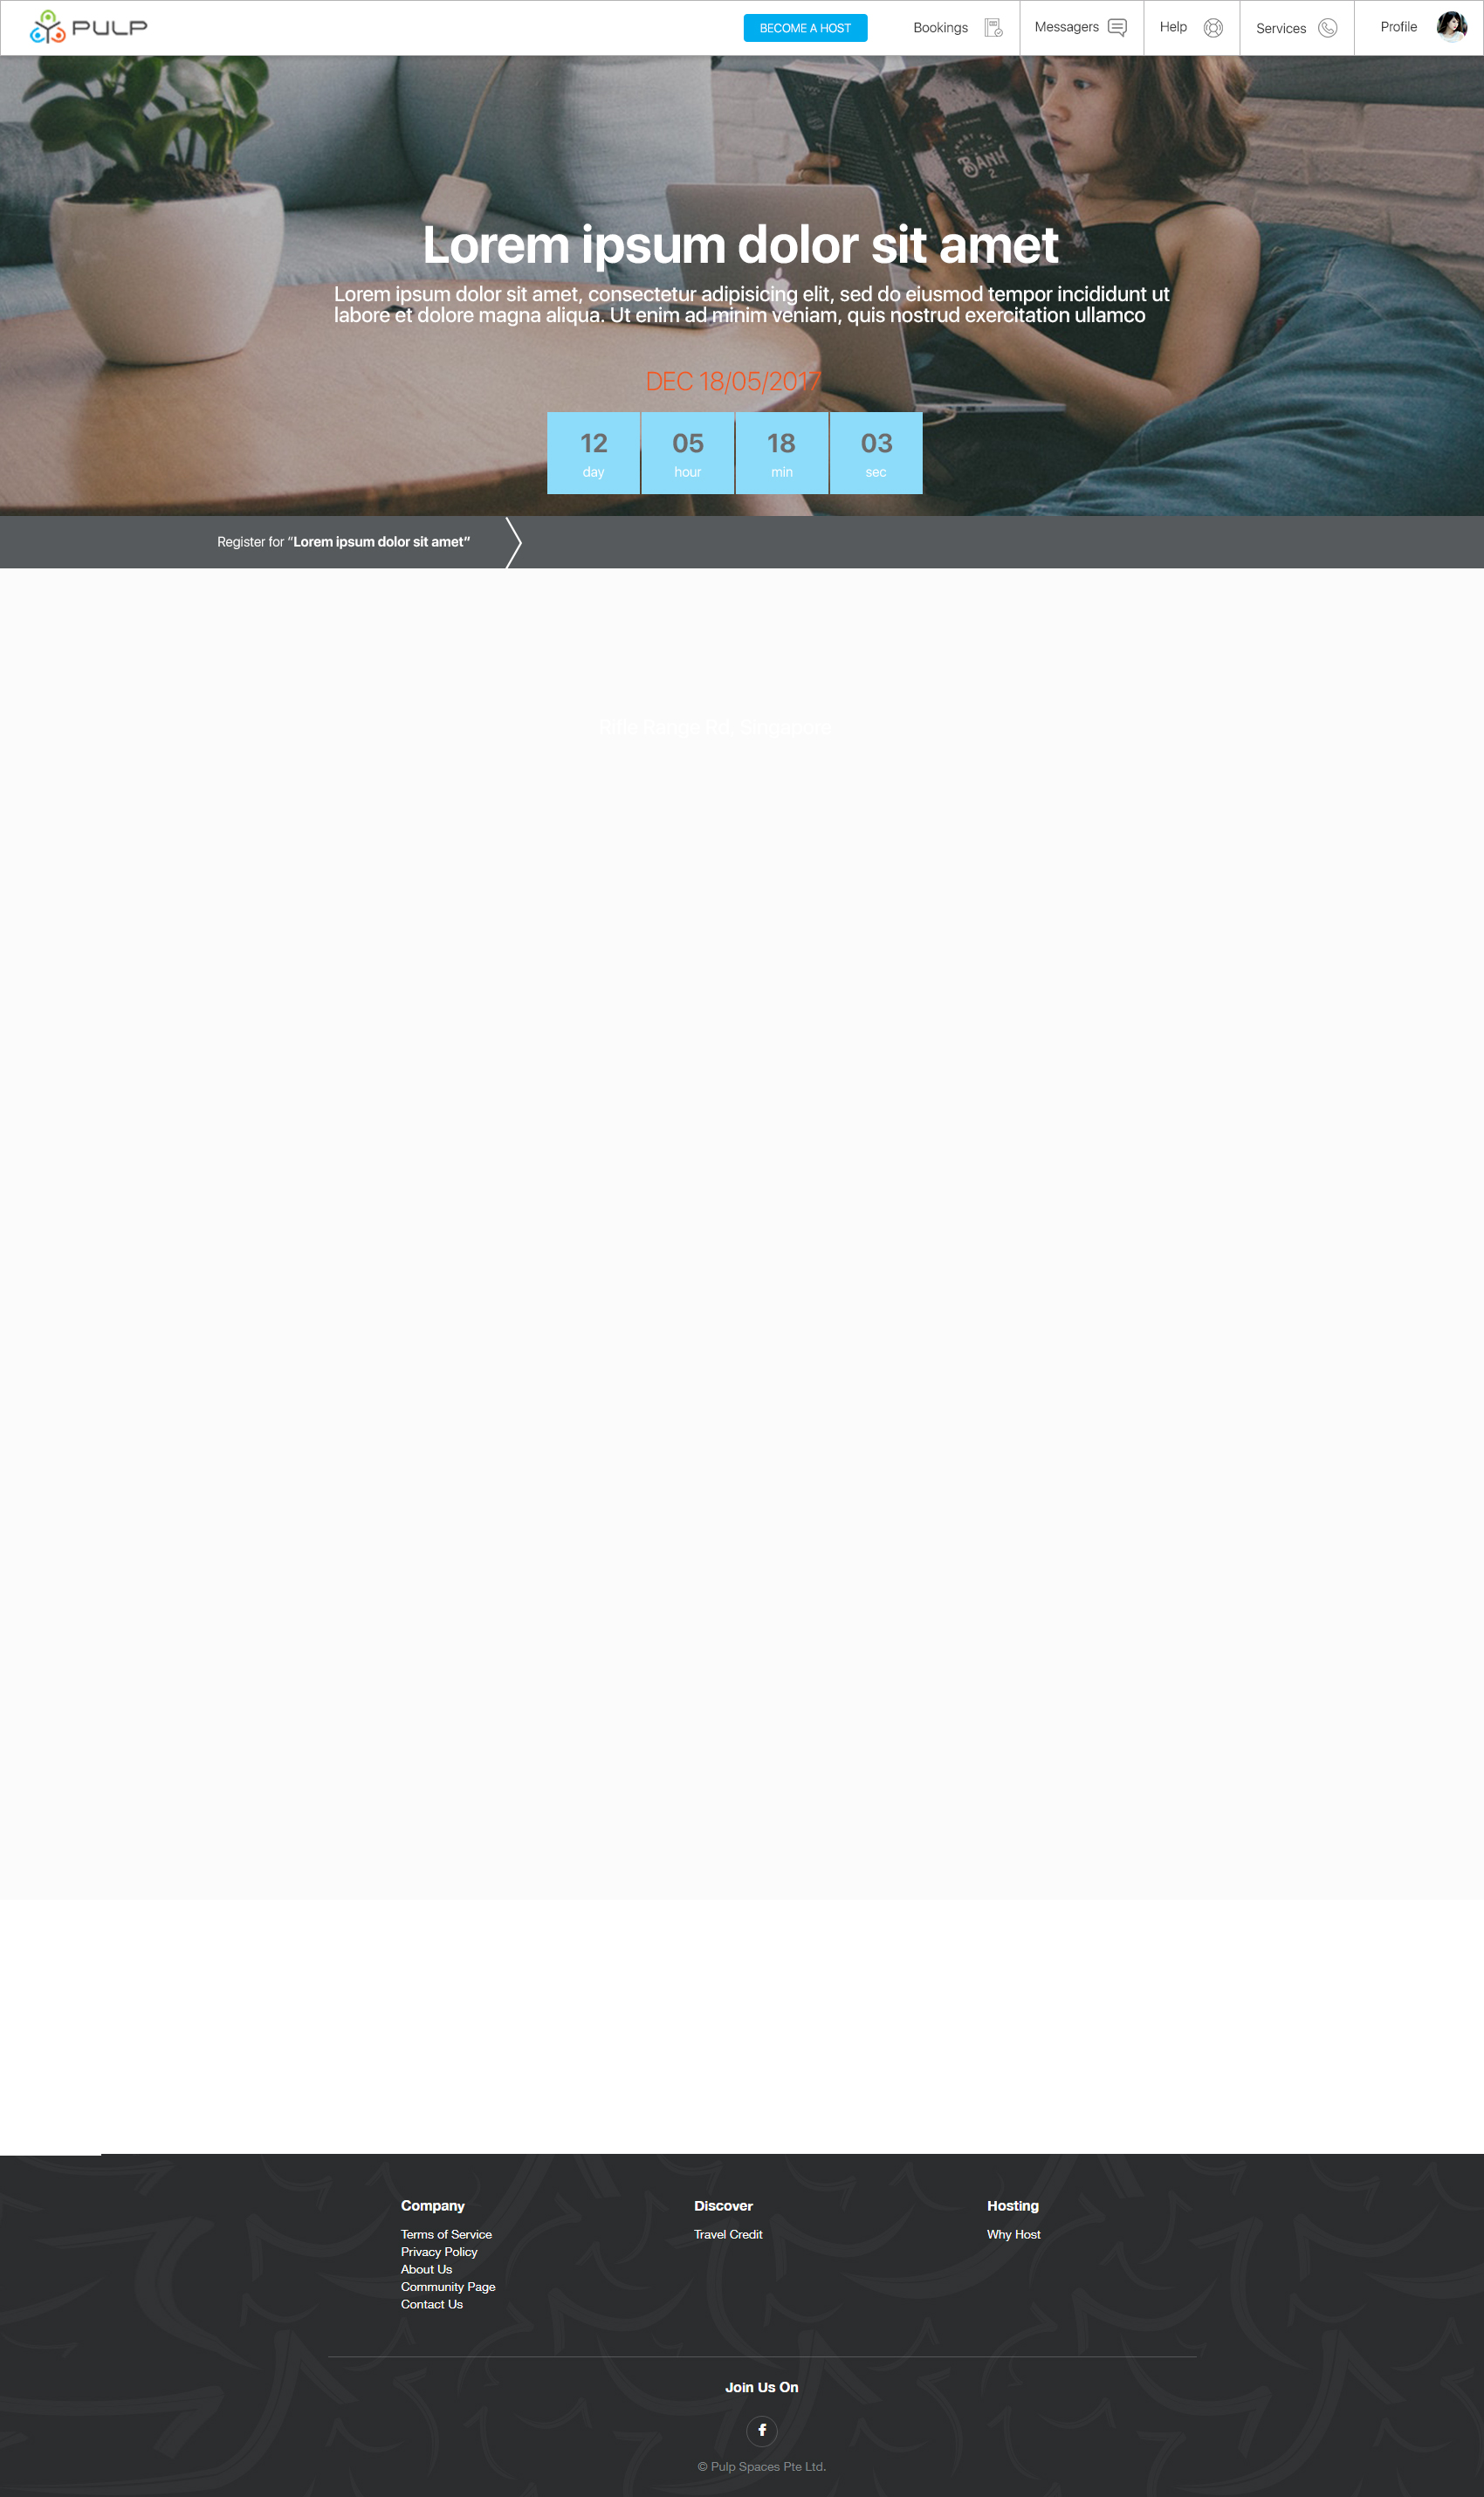 PULP
BECOME A HOST
Bookings
Messagers
Help
Services
Profile
BÁNH
2
Lorem ipsum dolor sit amet
Lorem ipsum dolor sit amet, consectetur adipisicing elit, sed do eiusmod tempor incididunt ut
labore et dolore magna aliqua. Ut enim ad minim veniam, quis nostrud exercitation ullamco
DEC 18/05/2017
12 05 18 03
day hour min sec
Register for “Lorem ipsum dolor sit amet”
Rifle Range Rd, Singapore
Company
Terms of Service
Privacy Policy
About Us
Community Page
Contact Us
Discover
Travel Credit
Hosting
Why Host
Join Us On
f
© Pulp Spaces Pte Ltd.